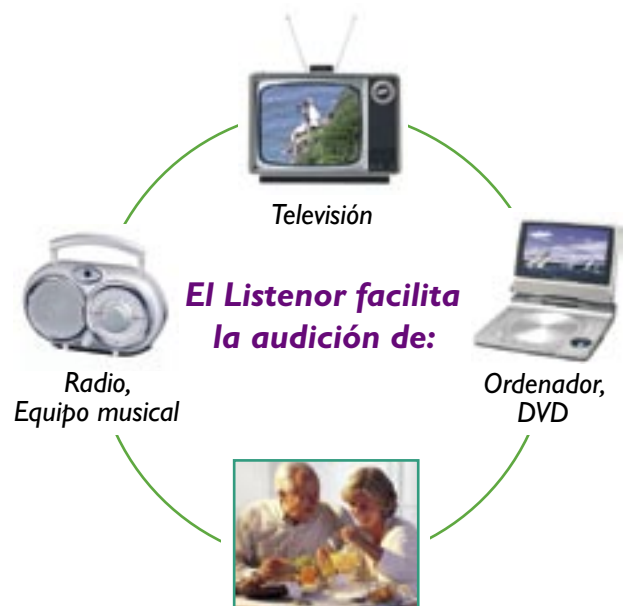 Televisión
El Listenor facilita
la audición de:
Radio,
Equipo musical
Ordenador,
DVD